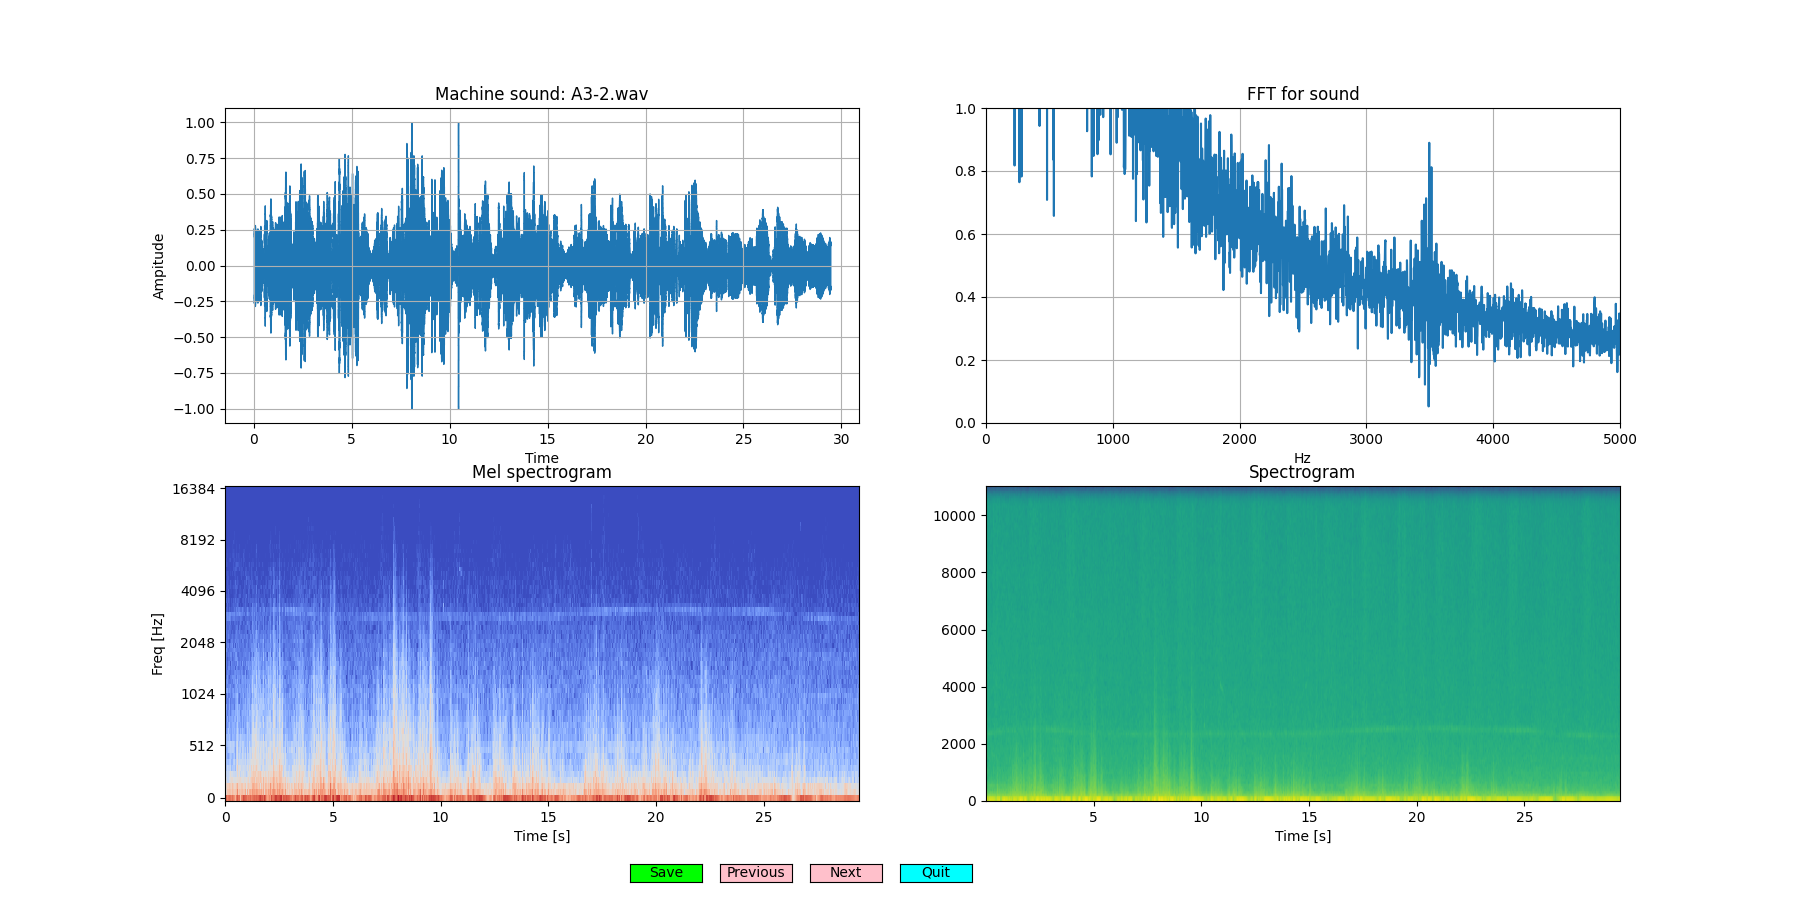 Machine sound: A3-2.wav
1.00
0.75
0.50
0.25
0.00
−0.25
−0.50
−0.75
−1.00
Ampitude
0 5 10 15 20 25 30
Time
FFT for sound
1.0
0.8
0.6
0.4
0.2
0.0
0 1000 2000 3000 4000 5000
Hz
Mel spectrogram
16384
8192
4096
2048
1024
512
0
Freq [Hz]
0 5 10 15 20 25
Time [s]
Spectrogram
10000
8000
6000
4000
2000
0
5 10 15 20 25
Time [s]
Save Previous Next Quit